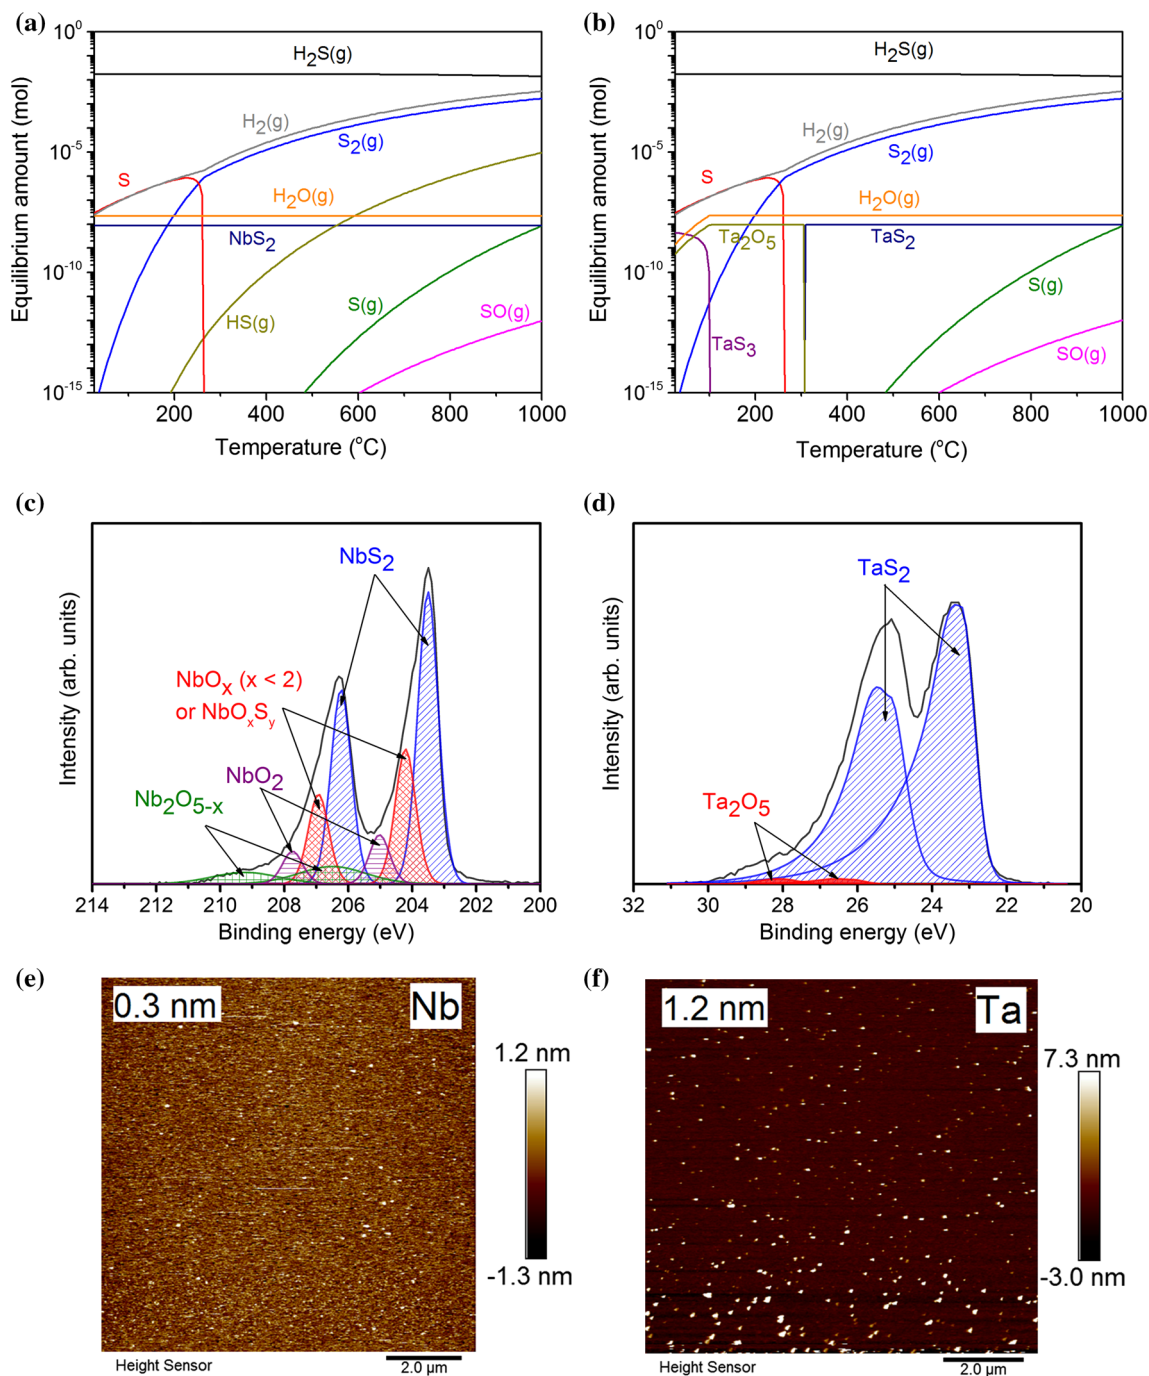 (a)
10⁰
10⁻⁵
10⁻¹⁰
10⁻¹⁵
Equilibrium amount (mol)
H₂S(g)
H₂(g)
S₂(g)
S
H₂O(g)
NbS₂
HS(g)
S(g)
SO(g)
200 400 600 800 1000
Temperature (°C)
(b)
10⁰
10⁻⁵
10⁻¹⁰
10⁻¹⁵
Equilibrium amount (mol)
H₂S(g)
H₂(g)
S₂(g)
S
H₂O(g)
Ta₂O₅
TaS₂
TaS₃
S(g)
SO(g)
200 400 600 800 1000
Temperature (°C)
(c)
Intensity (arb. units)
NbS₂
NbOₓ (x < 2)
or NbOₓSᵧ
NbO₂
Nb₂O₅₋ₓ
214 212 210 208 206 204 202 200
Binding energy (eV)
(d)
Intensity (arb. units)
TaS₂
Ta₂O₅
32 30 28 26 24 22 20
Binding energy (eV)
(e)
0.3 nm
Nb
1.2 nm
-1.3 nm
Height Sensor
2.0 µm
(f)
1.2 nm
Ta
7.3 nm
-3.0 nm
Height Sensor
2.0 µm